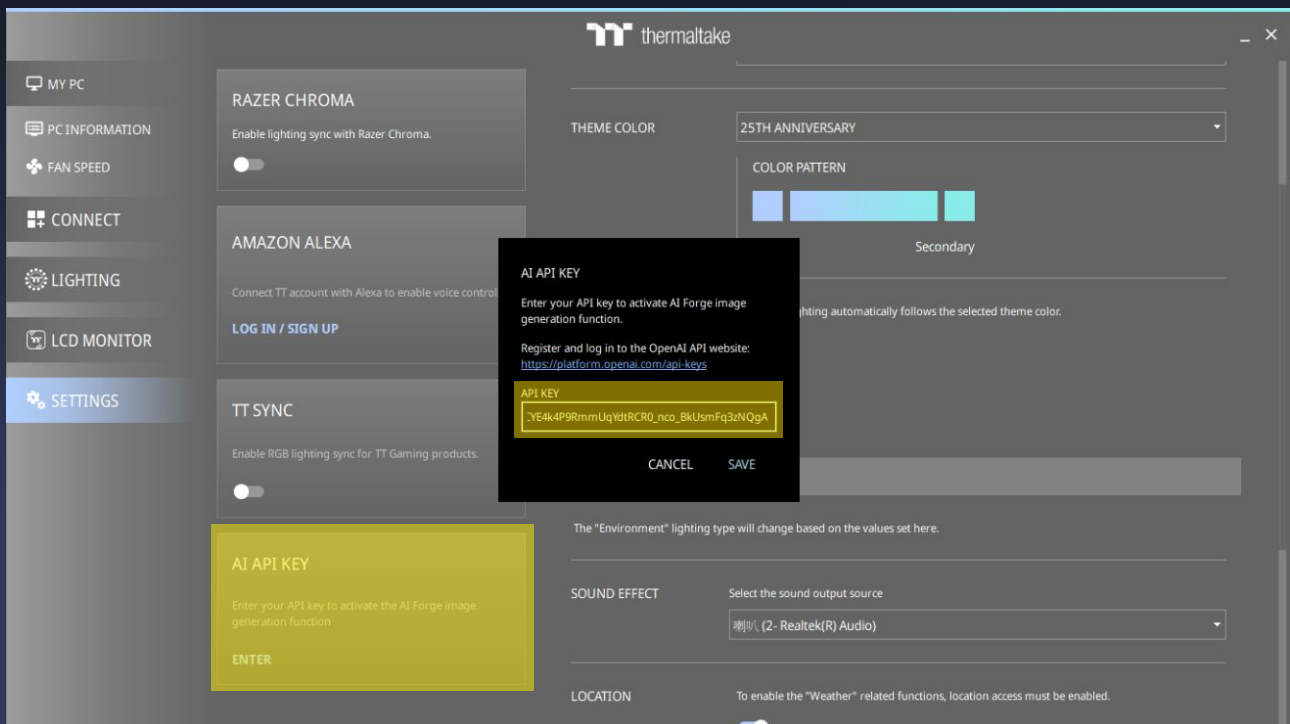 thermaltake
MY PC
PC INFORMATION
FAN SPEED
CONNECT
LIGHTING
LCD MONITOR
SETTINGS
RAZER CHROMA
Enable lighting sync with Razer Chroma.
AMAZON ALEXA
Connect TT account with Alexa to enable voice control
LOG IN / SIGN UP
TT SYNC
Enable RGB lighting sync for TT Gaming products.
AI API KEY
Enter your API key to activate the AI Forge image
generation function
ENTER
THEME COLOR
25TH ANNIVERSARY
COLOR PATTERN
Secondary
hting automatically follows the selected theme color.
AI API KEY
Enter your API key to activate AI Forge image
generation function.
Register and log in to the OpenAI API website:
https://platform.openai.com/api-keys
API KEY
YE4k4P9RmmUqYdtRCR0_nco_BkUsmFq3zNQgA
CANCEL
SAVE
The "Environment" lighting type will change based on the values set here.
SOUND EFFECT
Select the sound output source
喇叭 (2- Realtek(R) Audio)
LOCATION
To enable the "Weather" related functions, location access must be enabled.